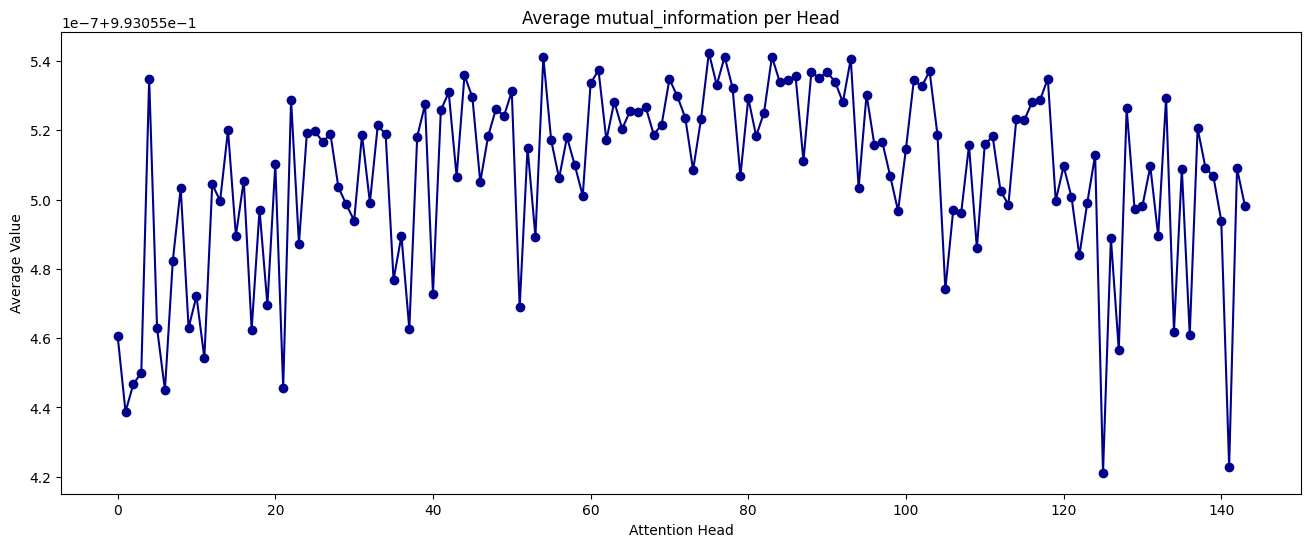 Average mutual_information per Head
1e−7+9.93055e−1
5.4
5.2
5.0
4.8
4.6
4.4
4.2
Average Value
0 20 40 60 80 100 120 140
Attention Head